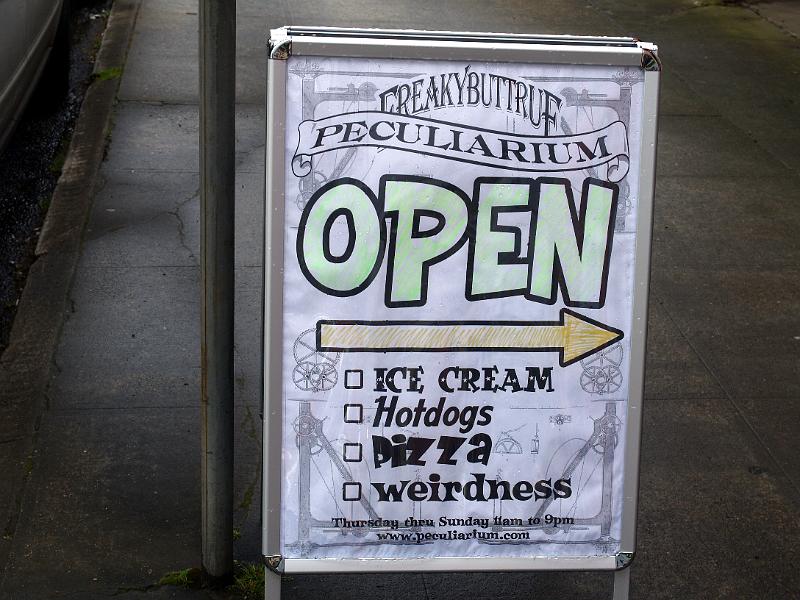 FREAKYBUTTRUE
PECULIARIUM
OPEN
ICE CREAM
Hotdogs
Pizza
weirdness
Thursday thru Sunday 11am to 9pm
www.peculiarium.com